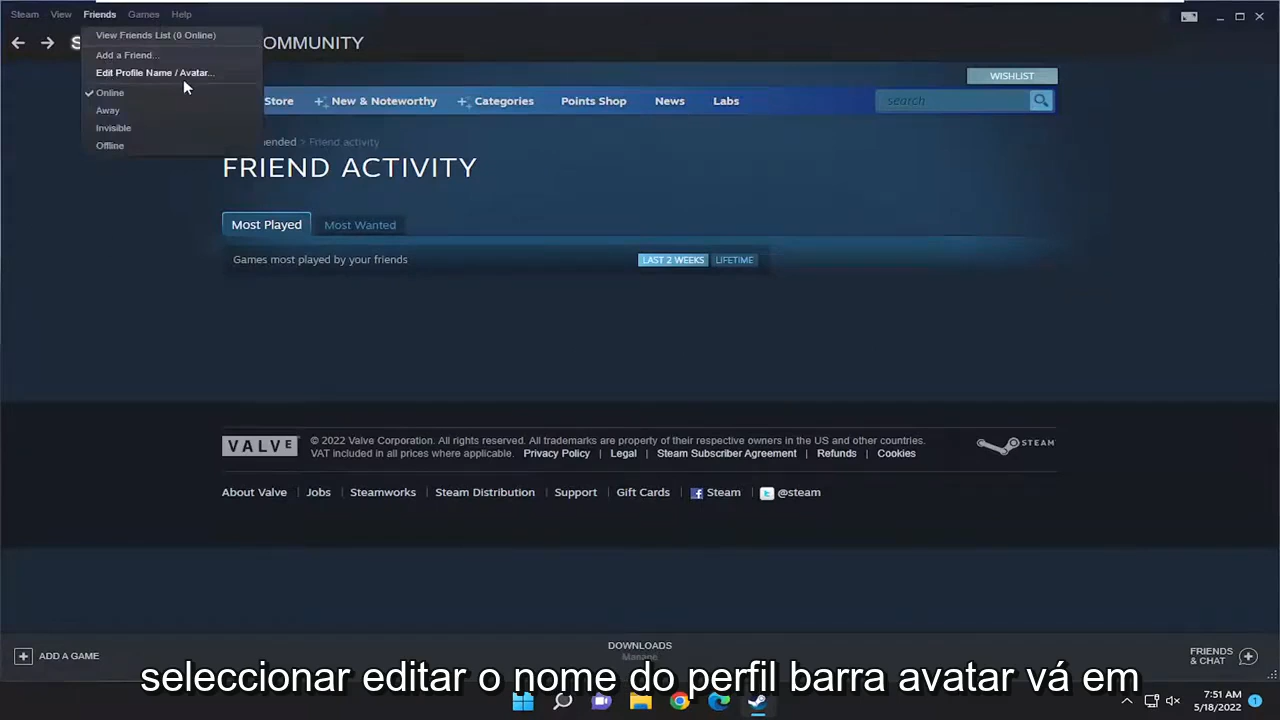 Steam View Friends Games Help
View Friends List (0 Online)
S OMMUNITY
Add a Friend...
Edit Profile Name / Avatar...
WISHLIST
Online
Store New & Noteworthy Categories Points Shop News Labs search
Away
Invisible
Offline
ended > Friend activity
FRIEND ACTIVITY
Most Played Most Wanted
Games most played by your friends LAST 2 WEEKS LIFETIME
VALVE © 2022 Valve Corporation. All rights reserved. All trademarks are property of their respective owners in the US and other countries. STEAM
VAT included in all prices where applicable. Privacy Policy | Legal | Steam Subscriber Agreement | Refunds | Cookies
About Valve | Jobs | Steamworks | Steam Distribution | Support | Gift Cards | Steam | @steam
ADD A GAME
DOWNLOADS
Manage
FRIENDS
& CHAT
seleccionar editar o nome do perfil barra avatar vá em
7:51 AM
5/18/2022
1